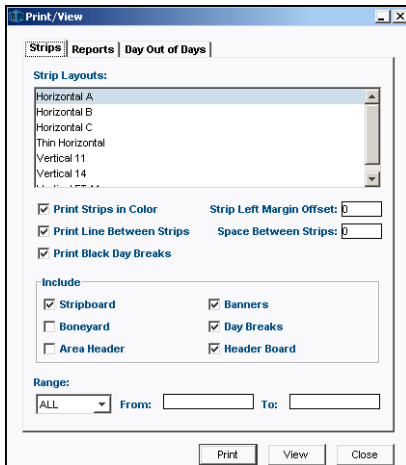 Print/View
Strips Reports Day Out of Days
Strip Layouts:
Horizontal A
Horizontal B
Horizontal C
Thin Horizontal
Vertical 11
Vertical 14
Print Strips in Color Strip Left Margin Offset: 0
Print Line Between Strips Space Between Strips: 0
Print Black Day Breaks
Include
Stripboard Banners
Boneyard Day Breaks
Area Header Header Board
Range:
ALL From: To:
Print View Close